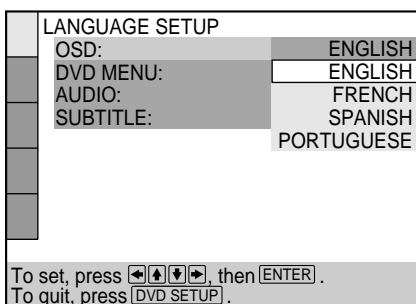 LANGUAGE SETUP
OSD: ENGLISH
DVD MENU: ENGLISH
AUDIO: FRENCH
SUBTITLE: SPANISH
PORTUGUESE
To set, press , then ENTER .
To quit, press DVD SETUP .